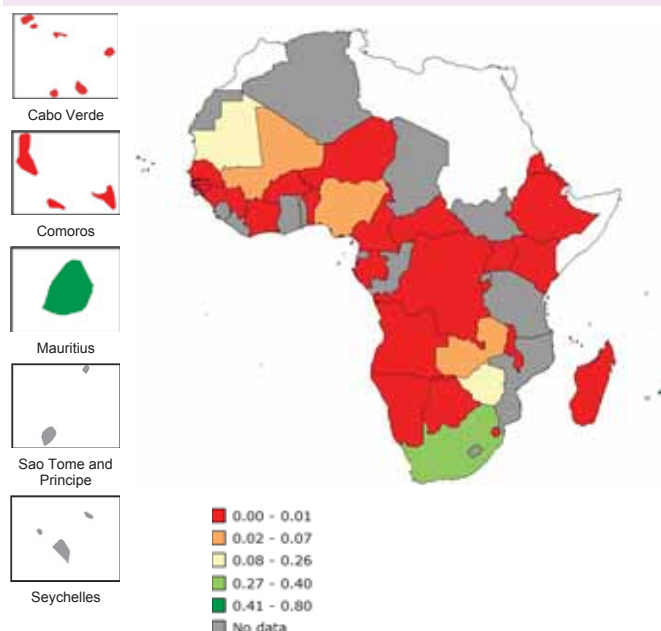 Cabo Verde
Comoros
Mauritius
Sao Tome and
Principe
Seychelles
0.00 - 0.01
0.02 - 0.07
0.08 - 0.26
0.27 - 0.40
0.41 - 0.80
No data